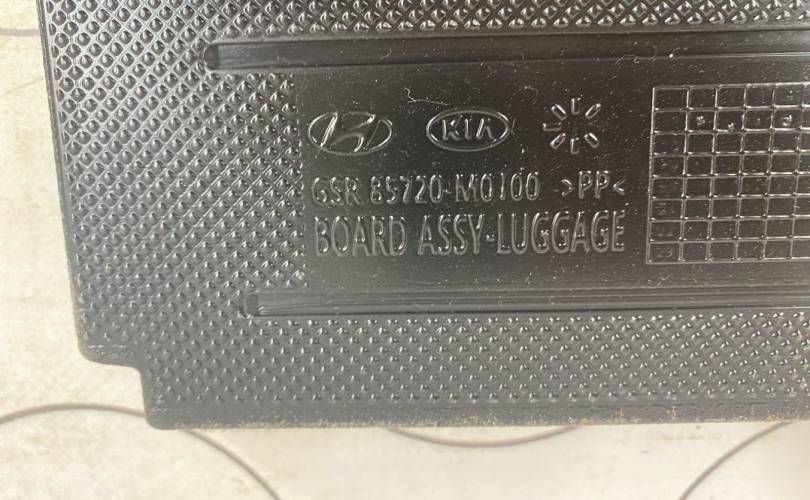 KIA
GSR 85720-M0100 >PP<
BOARD ASSY-LUGGAGE